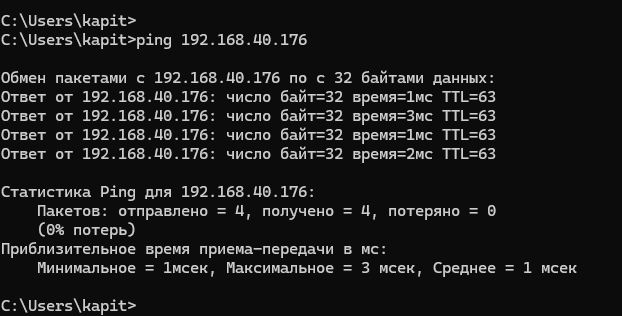 C:\Users\kapit>
C:\Users\kapit>ping 192.168.40.176
Обмен пакетами с 192.168.40.176 по с 32 байтами данных:
Ответ от 192.168.40.176: число байт=32 время=1мс TTL=63
Ответ от 192.168.40.176: число байт=32 время=3мс TTL=63
Ответ от 192.168.40.176: число байт=32 время=1мс TTL=63
Ответ от 192.168.40.176: число байт=32 время=2мс TTL=63
Статистика Ping для 192.168.40.176:
    Пакетов: отправлено = 4, получено = 4, потеряно = 0
    (0% потерь)
Приблизительное время приема-передачи в мс:
    Минимальное = 1мсек, Максимальное = 3 мсек, Среднее = 1 мсек
C:\Users\kapit>